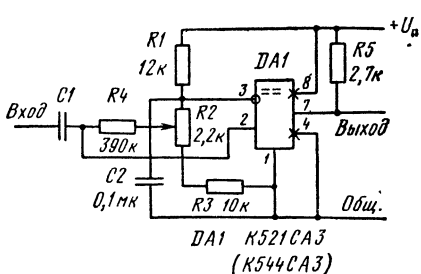 +Uп
R1
12к
DA1
R5
2,7к
8
==
3
7
Вход
C1
R4
R2
2
4
Выход
390к
2,2к
1
C2
0,1мк
R3 10к
Общ.
DA1 К521СА3
(К544СА3)